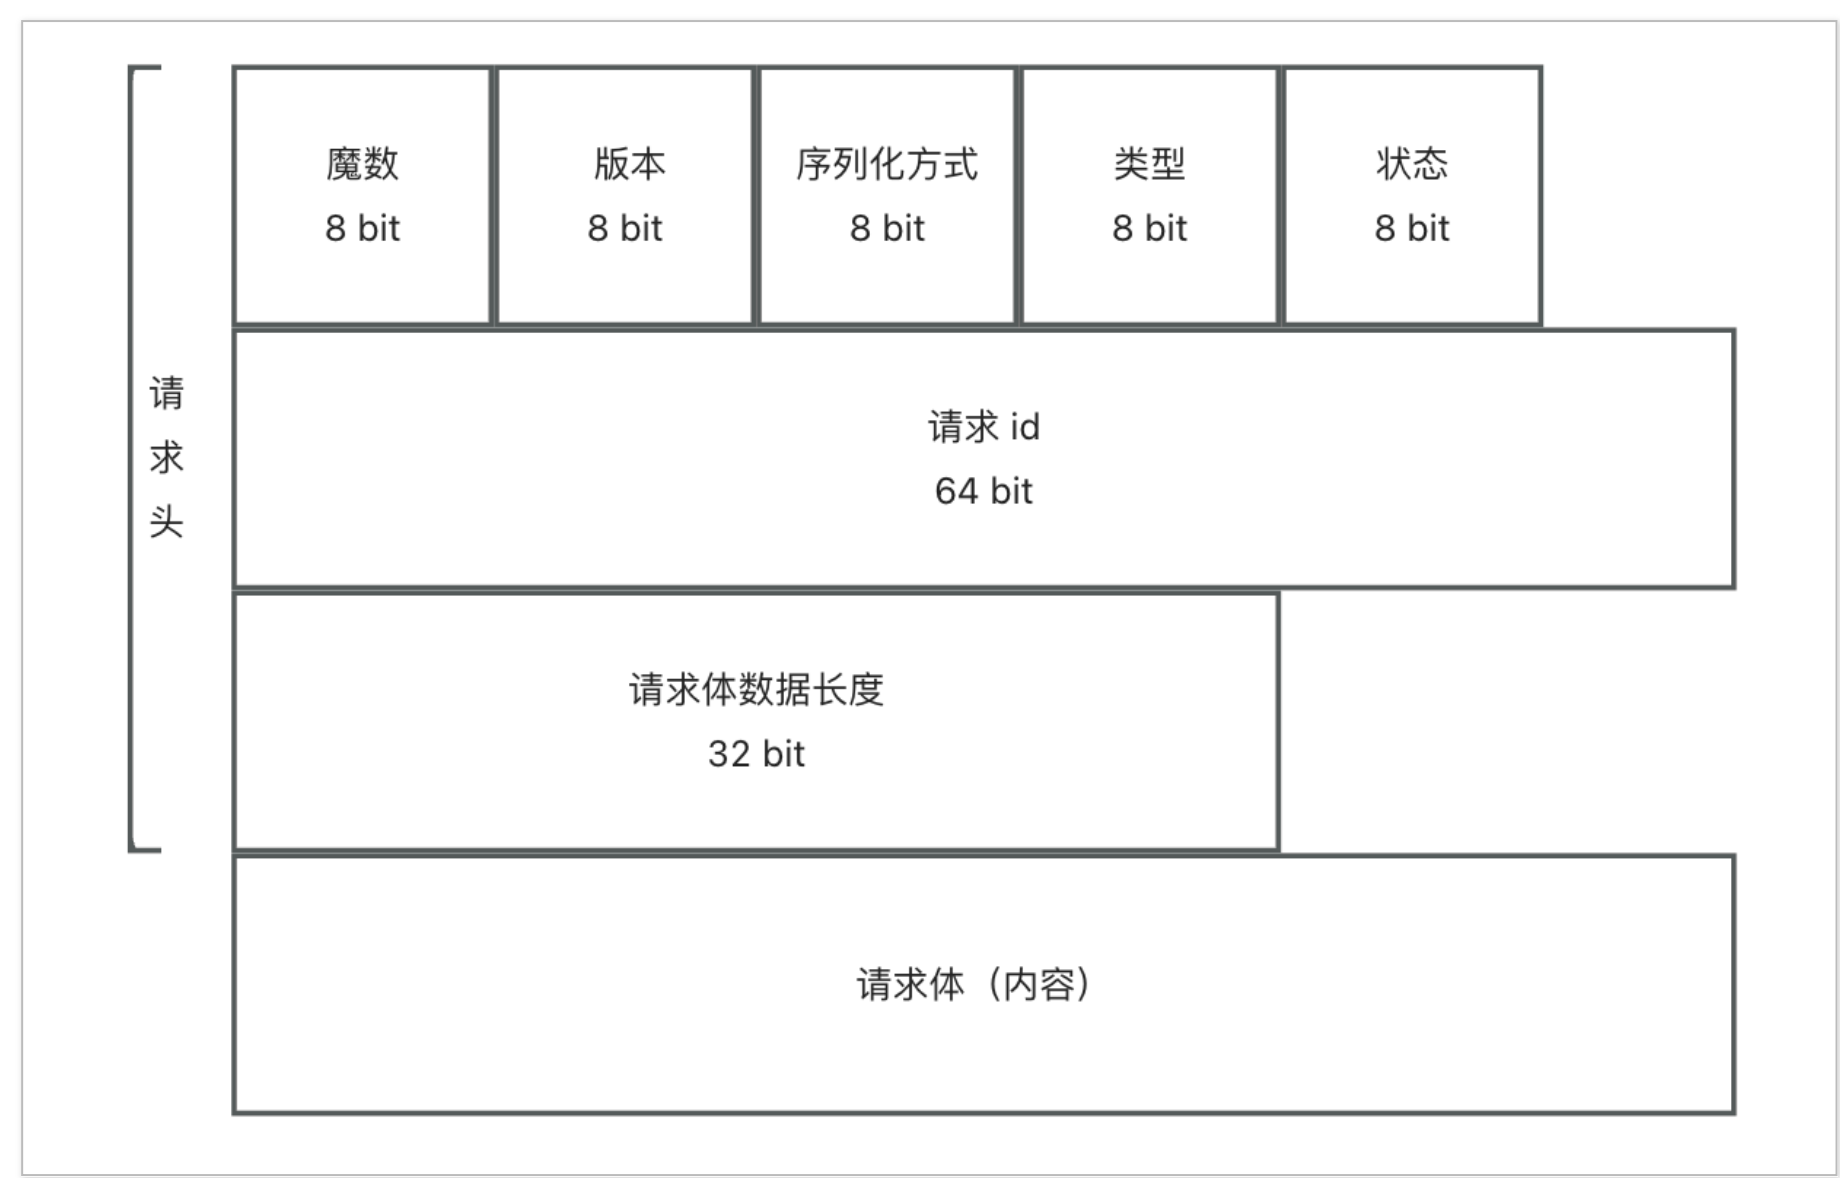 魔数
8 bit
版本
8 bit
序列化方式
8 bit
类型
8 bit
状态
8 bit
请
求
头
请求 id
64 bit
请求体数据长度
32 bit
请求体（内容）